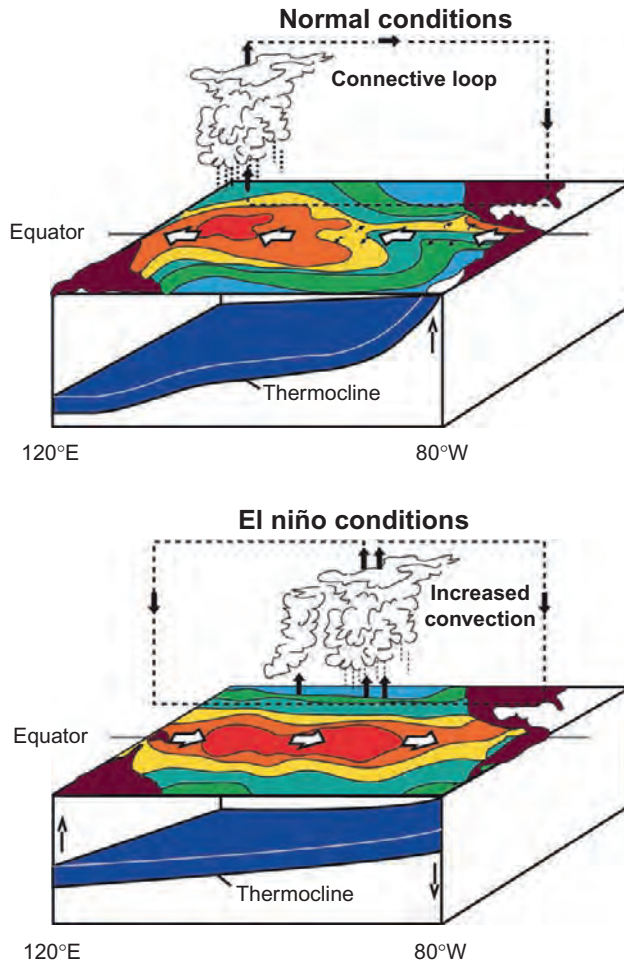 Normal conditions
Connective loop
Equator
Thermocline
120°E
80°W
El niño conditions
Increased
convection
Equator
Thermocline
120°E
80°W